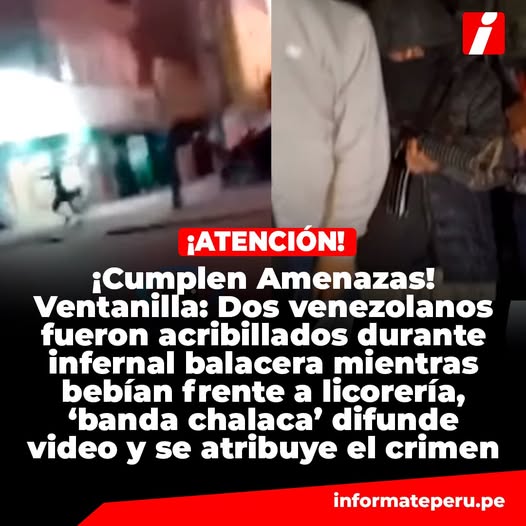 i
¡ATENCIÓN!
¡Cumplen Amenazas!
Ventanilla: Dos venezolanos
fueron acribillados durante
infernal balacera mientras
bebían frente a licorería,
‘banda chalaca’ difunde
video y se atribuye el crimen
informateperu.pe